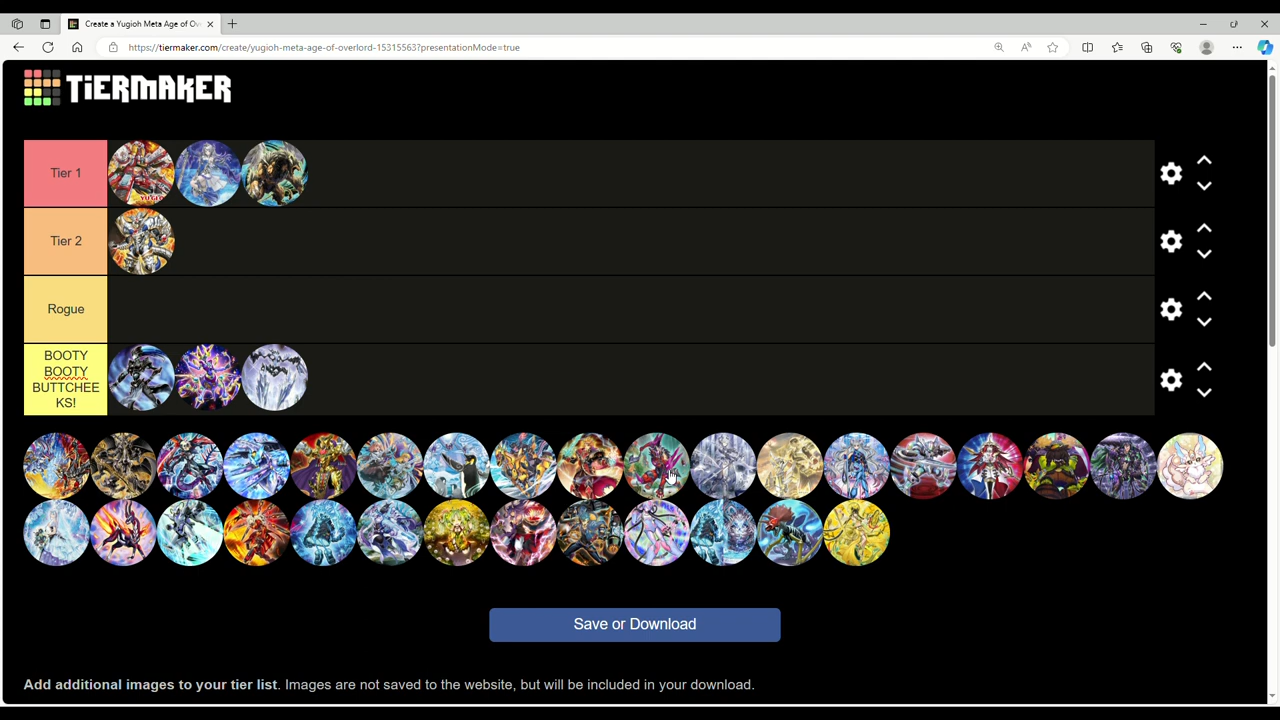 Create a Yugioh Meta Age of Ov
https://tiermaker.com/create/yugioh-meta-age-of-overlord-15315563?presentationMode=true
TiERMAKER
Tier 1
Tier 2
Rogue
BOOTY
BOOTY
BUTTCHEE
KS!
Save or Download
Add additional images to your tier list. Images are not saved to the website, but will be included in your download.